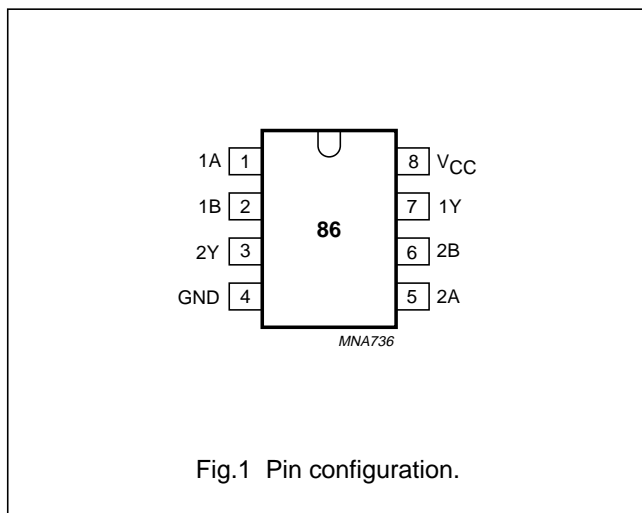 1A 1 8 VCC
1B 2 7 1Y
86
2Y 3 6 2B
GND 4 5 2A
MNA736
Fig.1 Pin configuration.